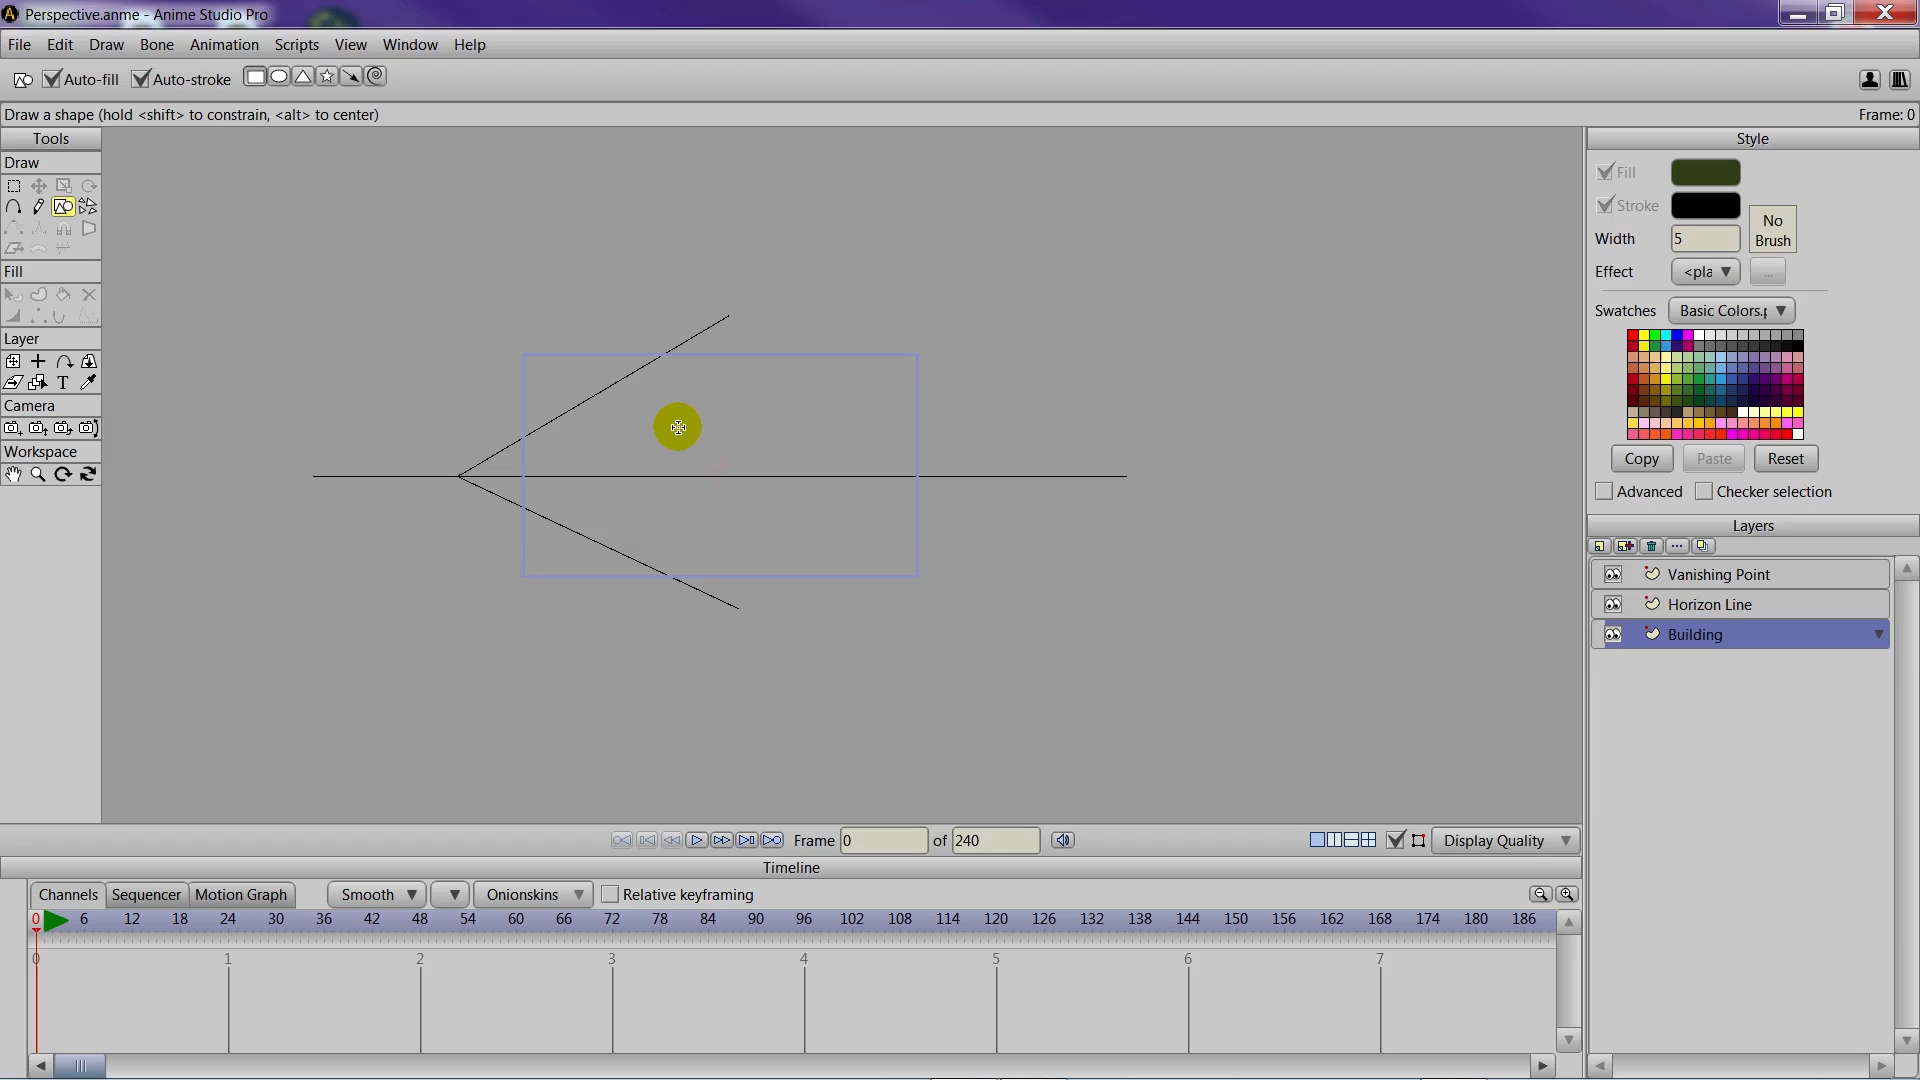 Perspective.anme - Anime Studio Pro
File Edit Draw Bone Animation Scripts View Window Help
Auto-fill Auto-stroke
Draw a shape (hold <shift> to constrain, <alt> to center) Frame: 0
Tools
Draw
Fill
Layer
T
Camera
Workspace
Style
Fill
Stroke
No Brush
Width 5
Effect <pla ...
Swatches Basic Colors.p
Copy Paste Reset
Advanced Checker selection
Layers
Vanishing Point
Horizon Line
Building
Frame 0 of 240 Display Quality
Timeline
Channels Sequencer Motion Graph Smooth Onionskins Relative keyframing
0 6 12 18 24 30 36 42 48 54 60 66 72 78 84 90 96 102 108 114 120 126 132 138 144 150 156 162 168 174 180 186
0 1 2 3 4 5 6 7